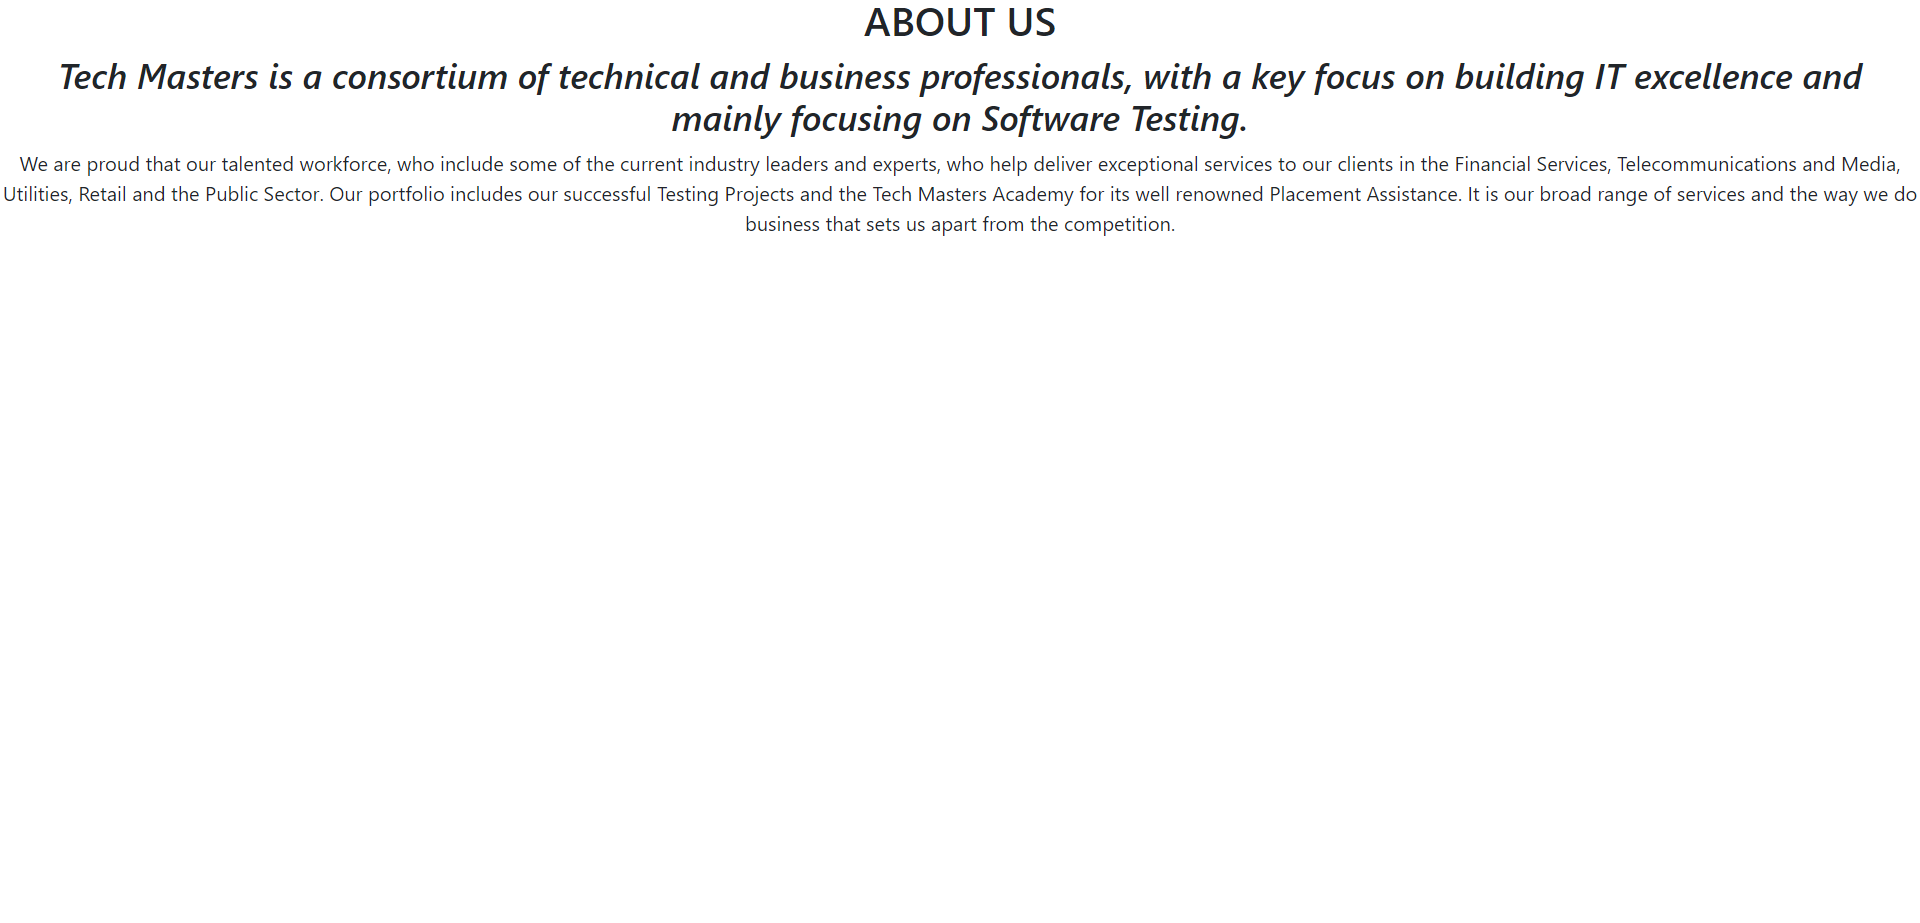 ABOUT US
Tech Masters is a consortium of technical and business professionals, with a key focus on building IT excellence and
mainly focusing on Software Testing.
We are proud that our talented workforce, who include some of the current industry leaders and experts, who help deliver exceptional services to our clients in the Financial Services, Telecommunications and Media,
Utilities, Retail and the Public Sector. Our portfolio includes our successful Testing Projects and the Tech Masters Academy for its well renowned Placement Assistance. It is our broad range of services and the way we do
business that sets us apart from the competition.